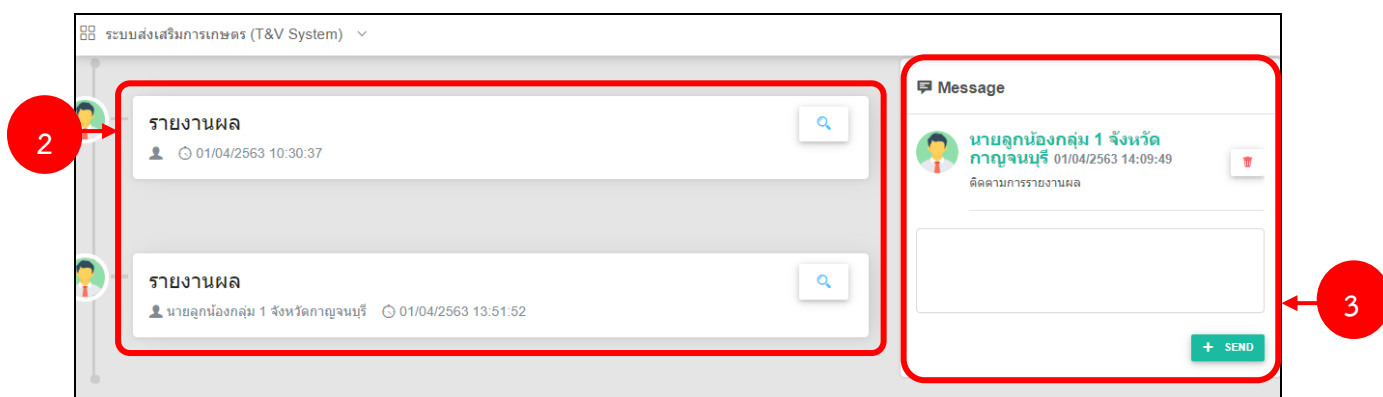 ระบบส่งเสริมการเกษตร (T&V System)
2
รายงานผล
01/04/2563 10:30:37
รายงานผล
นายลูกน้องกลุ่ม 1 จังหวัดกาญจนบุรี 01/04/2563 13:51:52
Message
นายลูกน้องกลุ่ม 1 จังหวัด
กาญจนบุรี 01/04/2563 14:09:49
ติดตามการรายงานผล
+ SEND
3